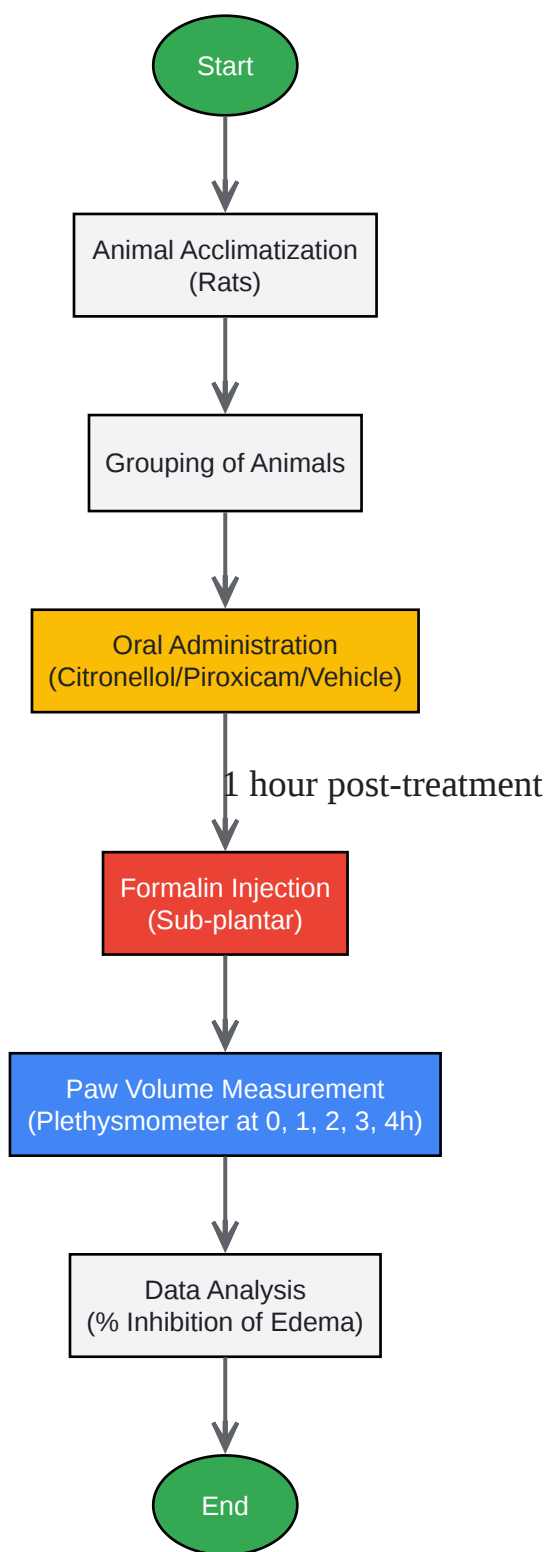 Start
Animal Acclimatization
(Rats)
Grouping of Animals
Oral Administration
(Citronellol/Piroxicam/Vehicle)
1 hour post-treatment
Formalin Injection
(Sub-plantar)
Paw Volume Measurement
(Plethysmometer at 0, 1, 2, 3, 4h)
Data Analysis
(% Inhibition of Edema)
End